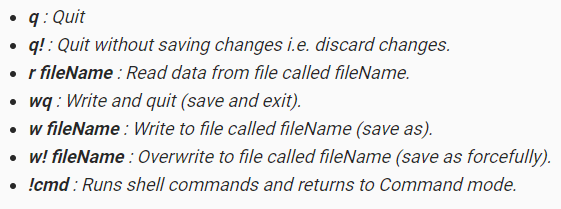 • q : Quit
• q! : Quit without saving changes i.e. discard changes.
• r fileName : Read data from file called fileName.
• wq : Write and quit (save and exit).
• w fileName : Write to file called fileName (save as).
• w! fileName : Overwrite to file called fileName (save as forcefully).
• !cmd : Runs shell commands and returns to Command mode.